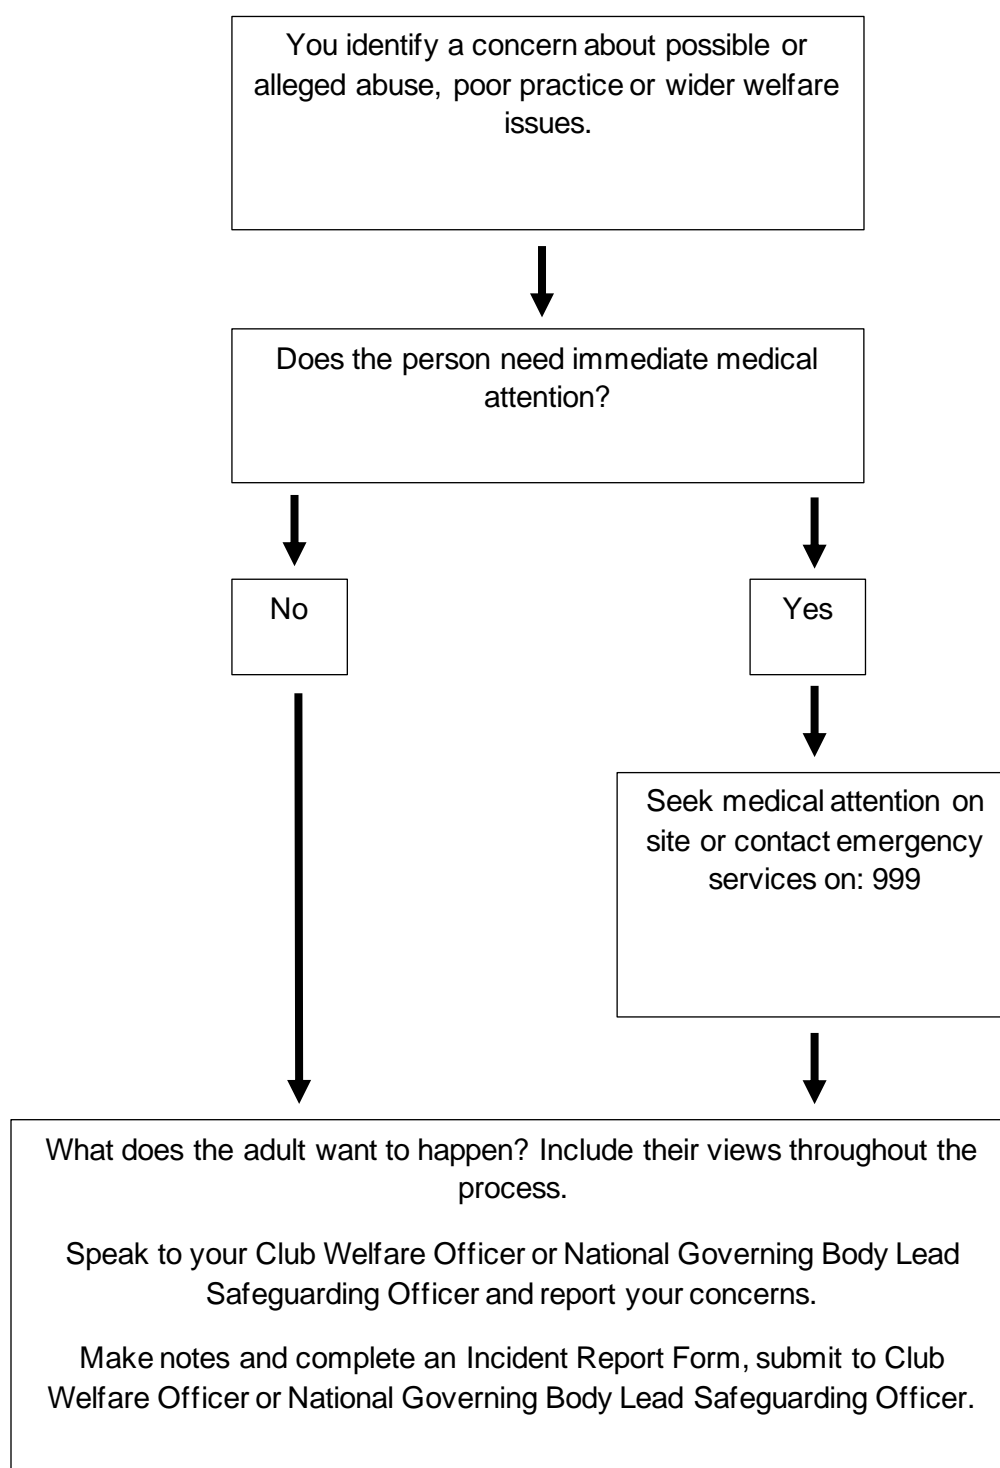 You identify a concern about possible or
alleged abuse, poor practice or wider welfare
issues.
Does the person need immediate medical
attention?
No
Yes
Seek medical attention on
site or contact emergency
services on: 999
What does the adult want to happen? Include their views throughout the
process.
Speak to your Club Welfare Officer or National Governing Body Lead
Safeguarding Officer and report your concerns.
Make notes and complete an Incident Report Form, submit to Club
Welfare Officer or National Governing Body Lead Safeguarding Officer.